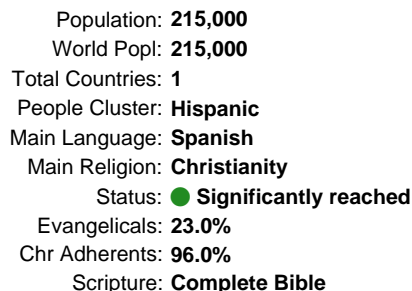 Population: 215,000
World Popl: 215,000
Total Countries: 1
People Cluster: Hispanic
Main Language: Spanish
Main Religion: Christianity
Status: Significantly reached
Evangelicals: 23.0%
Chr Adherents: 96.0%
Scripture: Complete Bible